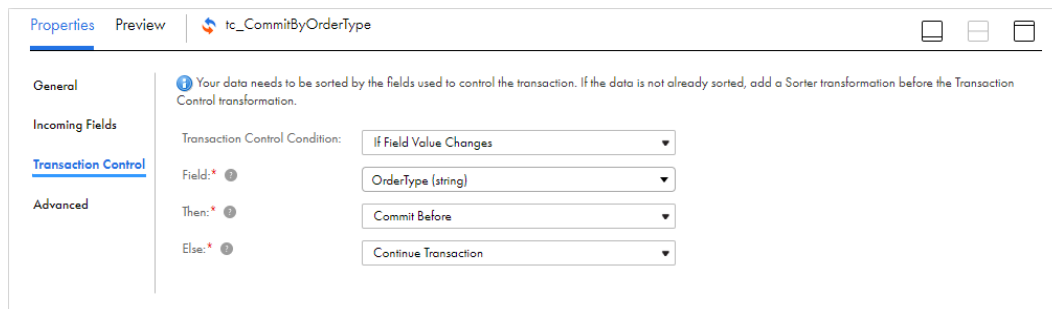 Properties Preview tc_CommitByOrderType
General
Incoming Fields
Transaction Control
Advanced
Your data needs to be sorted by the fields used to control the transaction. If the data is not already sorted, add a Sorter transformation before the Transaction
Control transformation.
Transaction Control Condition: If Field Value Changes
Field:* ? OrderType (string)
Then:* ? Commit Before
Else:* ? Continue Transaction